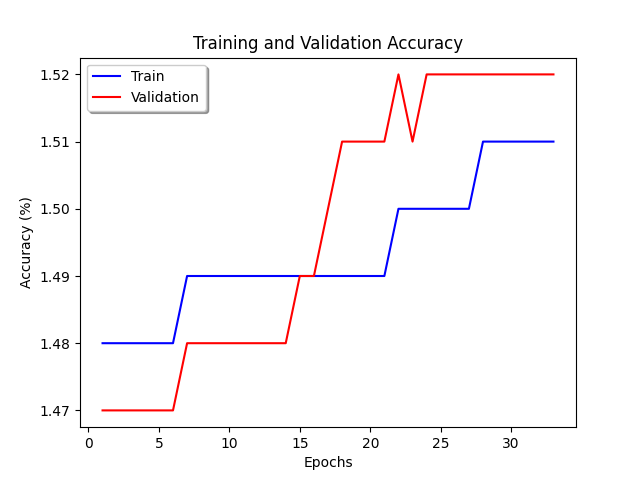 Training and Validation Accuracy
Train
Validation
Accuracy (%)
1.52
1.51
1.50
1.49
1.48
1.47
0 5 10 15 20 25 30
Epochs